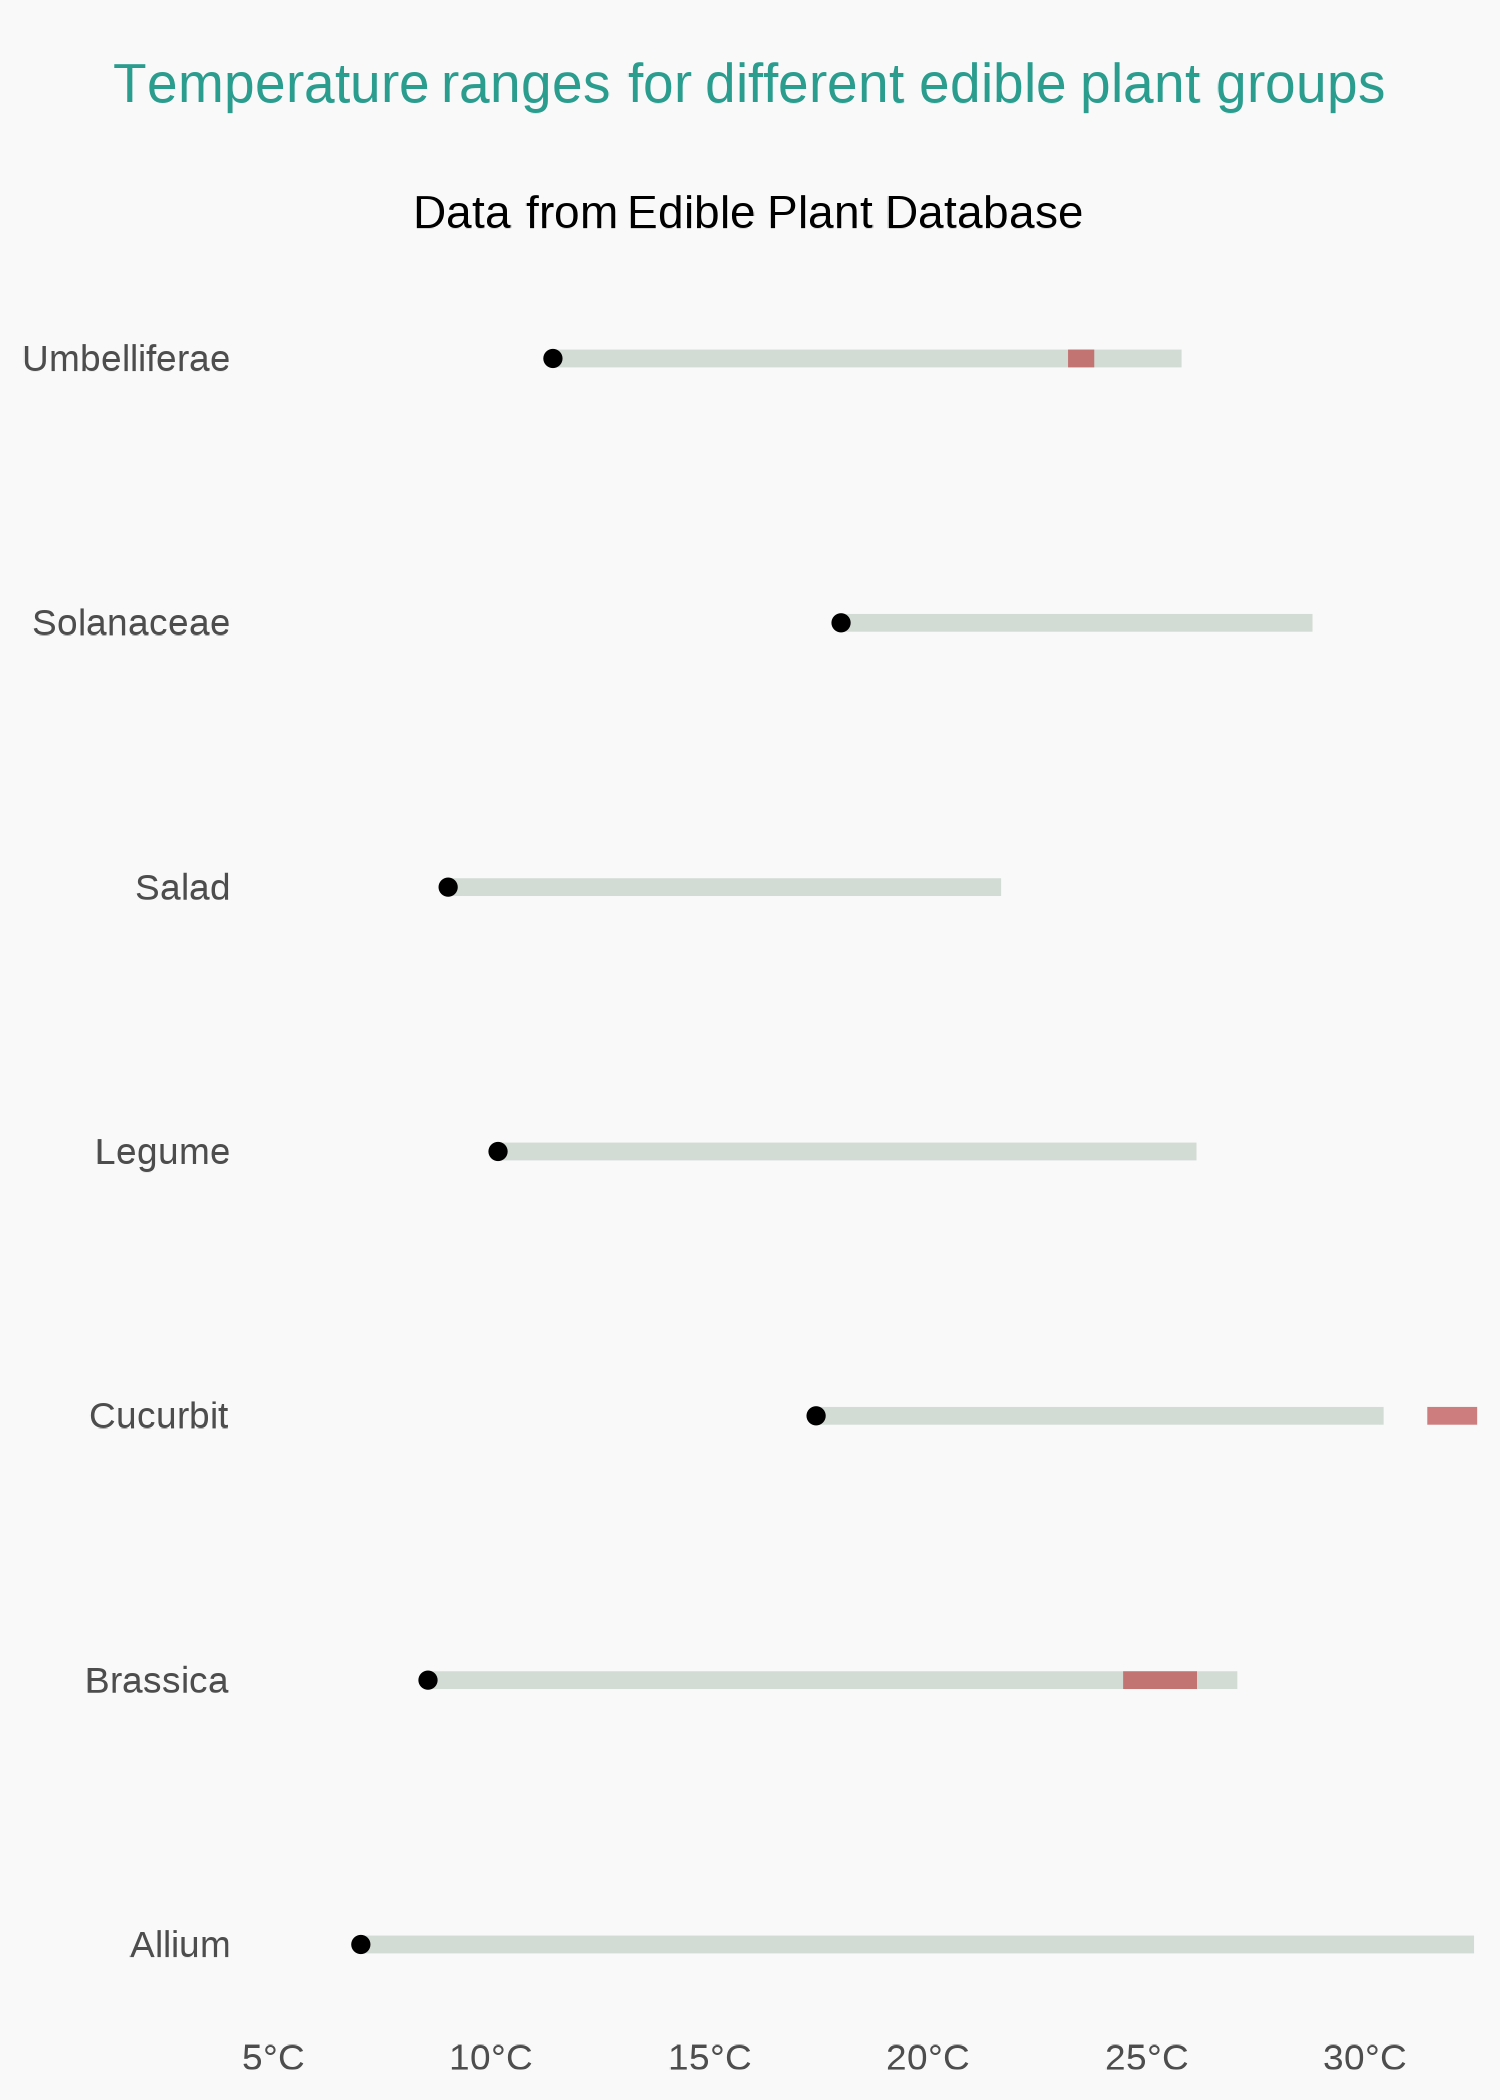 Temperature ranges for different edible plant groups
Data from Edible Plant Database
Umbelliferae
Solanaceae
Salad
Legume
Cucurbit
Brassica
Allium
5°C 10°C 15°C 20°C 25°C 30°C